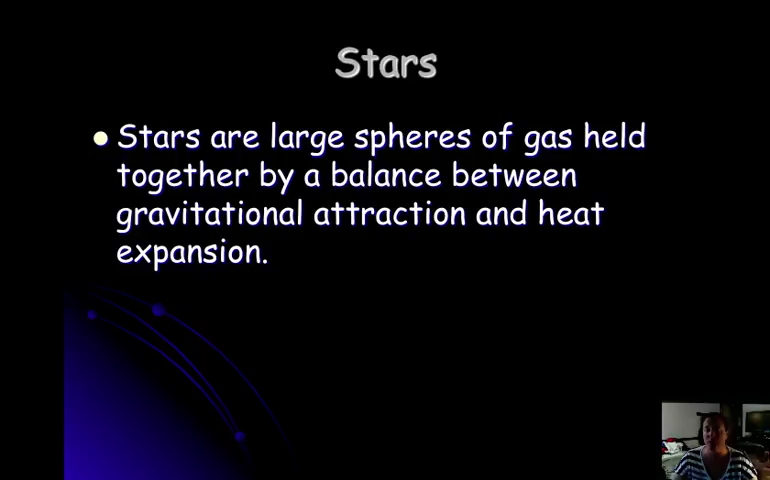 Stars
Stars are large spheres of gas held
together by a balance between
gravitational attraction and heat
expansion.